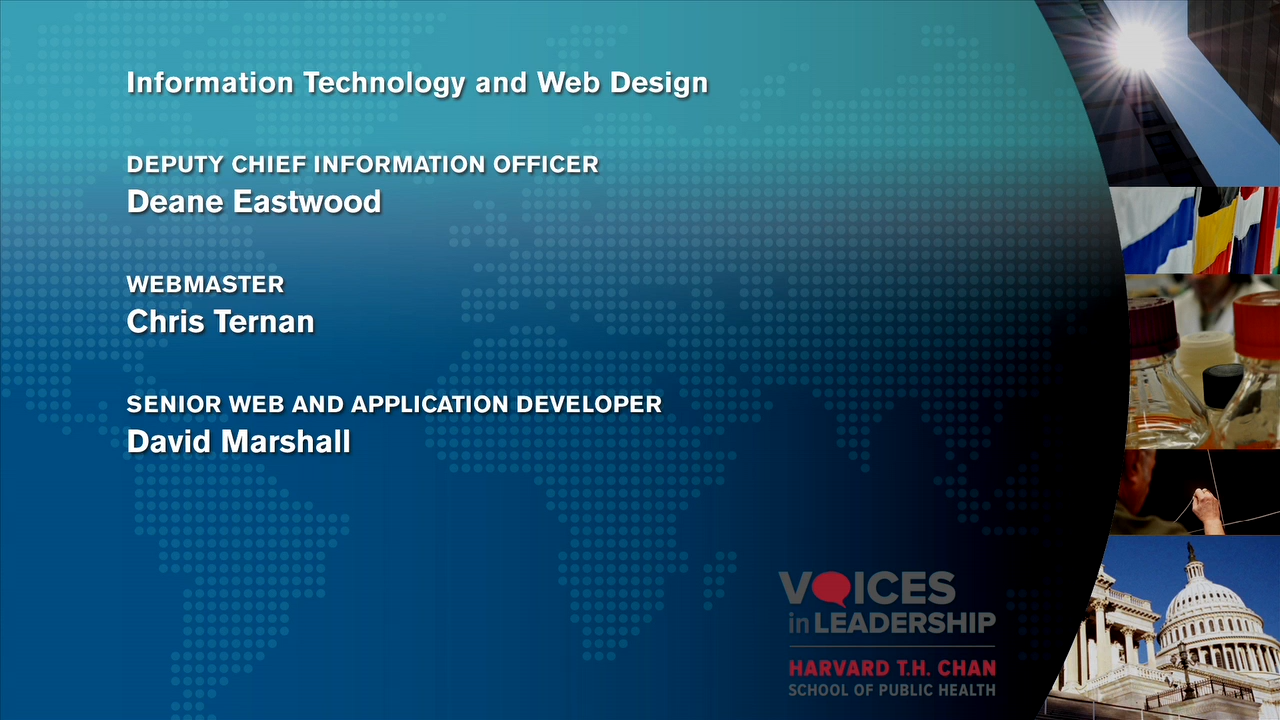 Information Technology and Web Design
DEPUTY CHIEF INFORMATION OFFICER
Deane Eastwood
WEBMASTER
Chris Ternan
SENIOR WEB AND APPLICATION DEVELOPER
David Marshall
VOICES
in LEADERSHIP
HARVARD T.H. CHAN
SCHOOL OF PUBLIC HEALTH